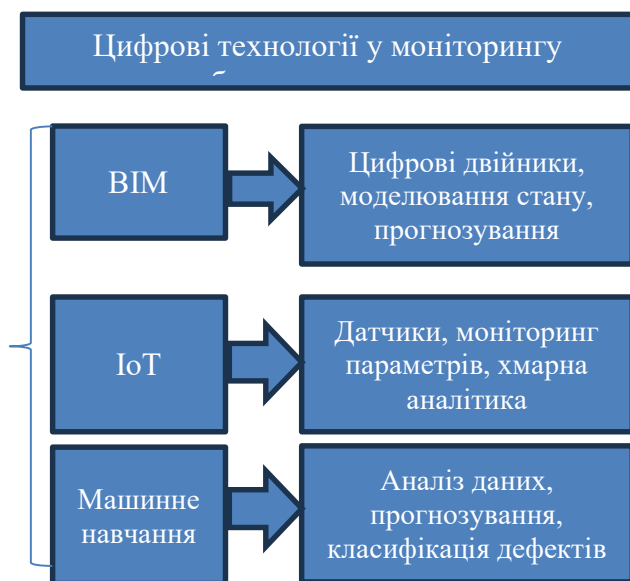 Цифрові технології у моніторингу
BIM
Цифрові двійники,
моделювання стану,
прогнозування
IoT
Датчики, моніторинг
параметрів, хмарна
аналітика
Машинне
навчання
Аналіз даних,
прогнозування,
класифікація дефектів